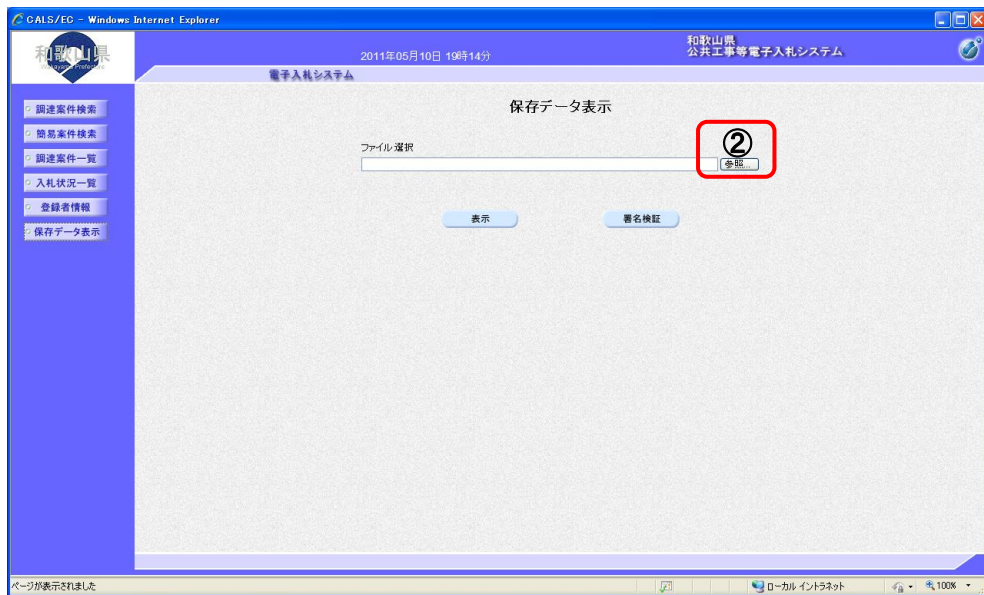 CALS/EC - Windows Internet Explorer
和歌山県
Wakayama Prefecture
2011年05月10日 19時14分
和歌山県
公共工事等電子入札システム
電子入札システム
調達案件検索
簡易案件検索
調達案件一覧
入札状況一覧
登録者情報
保存データ表示
保存データ表示
②
ファイル選択
参照...
表示
署名検証
ページが表示されました
ローカル イントラネット
100%